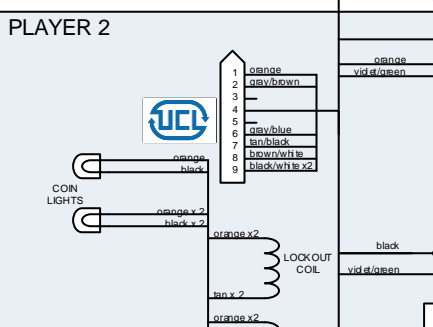 PLAYER 2
orange
violet/green
1 orange
2 gray/brown
3
4
5
6 gray/blue
7 tan/black
8 brown/white
9 black/white x2
UCL
orange
black
COIN
LIGHTS
orange x 2
black x 2
orange x2
LOCKOUT
COIL
black
violet/green
tan x 2
orange x2